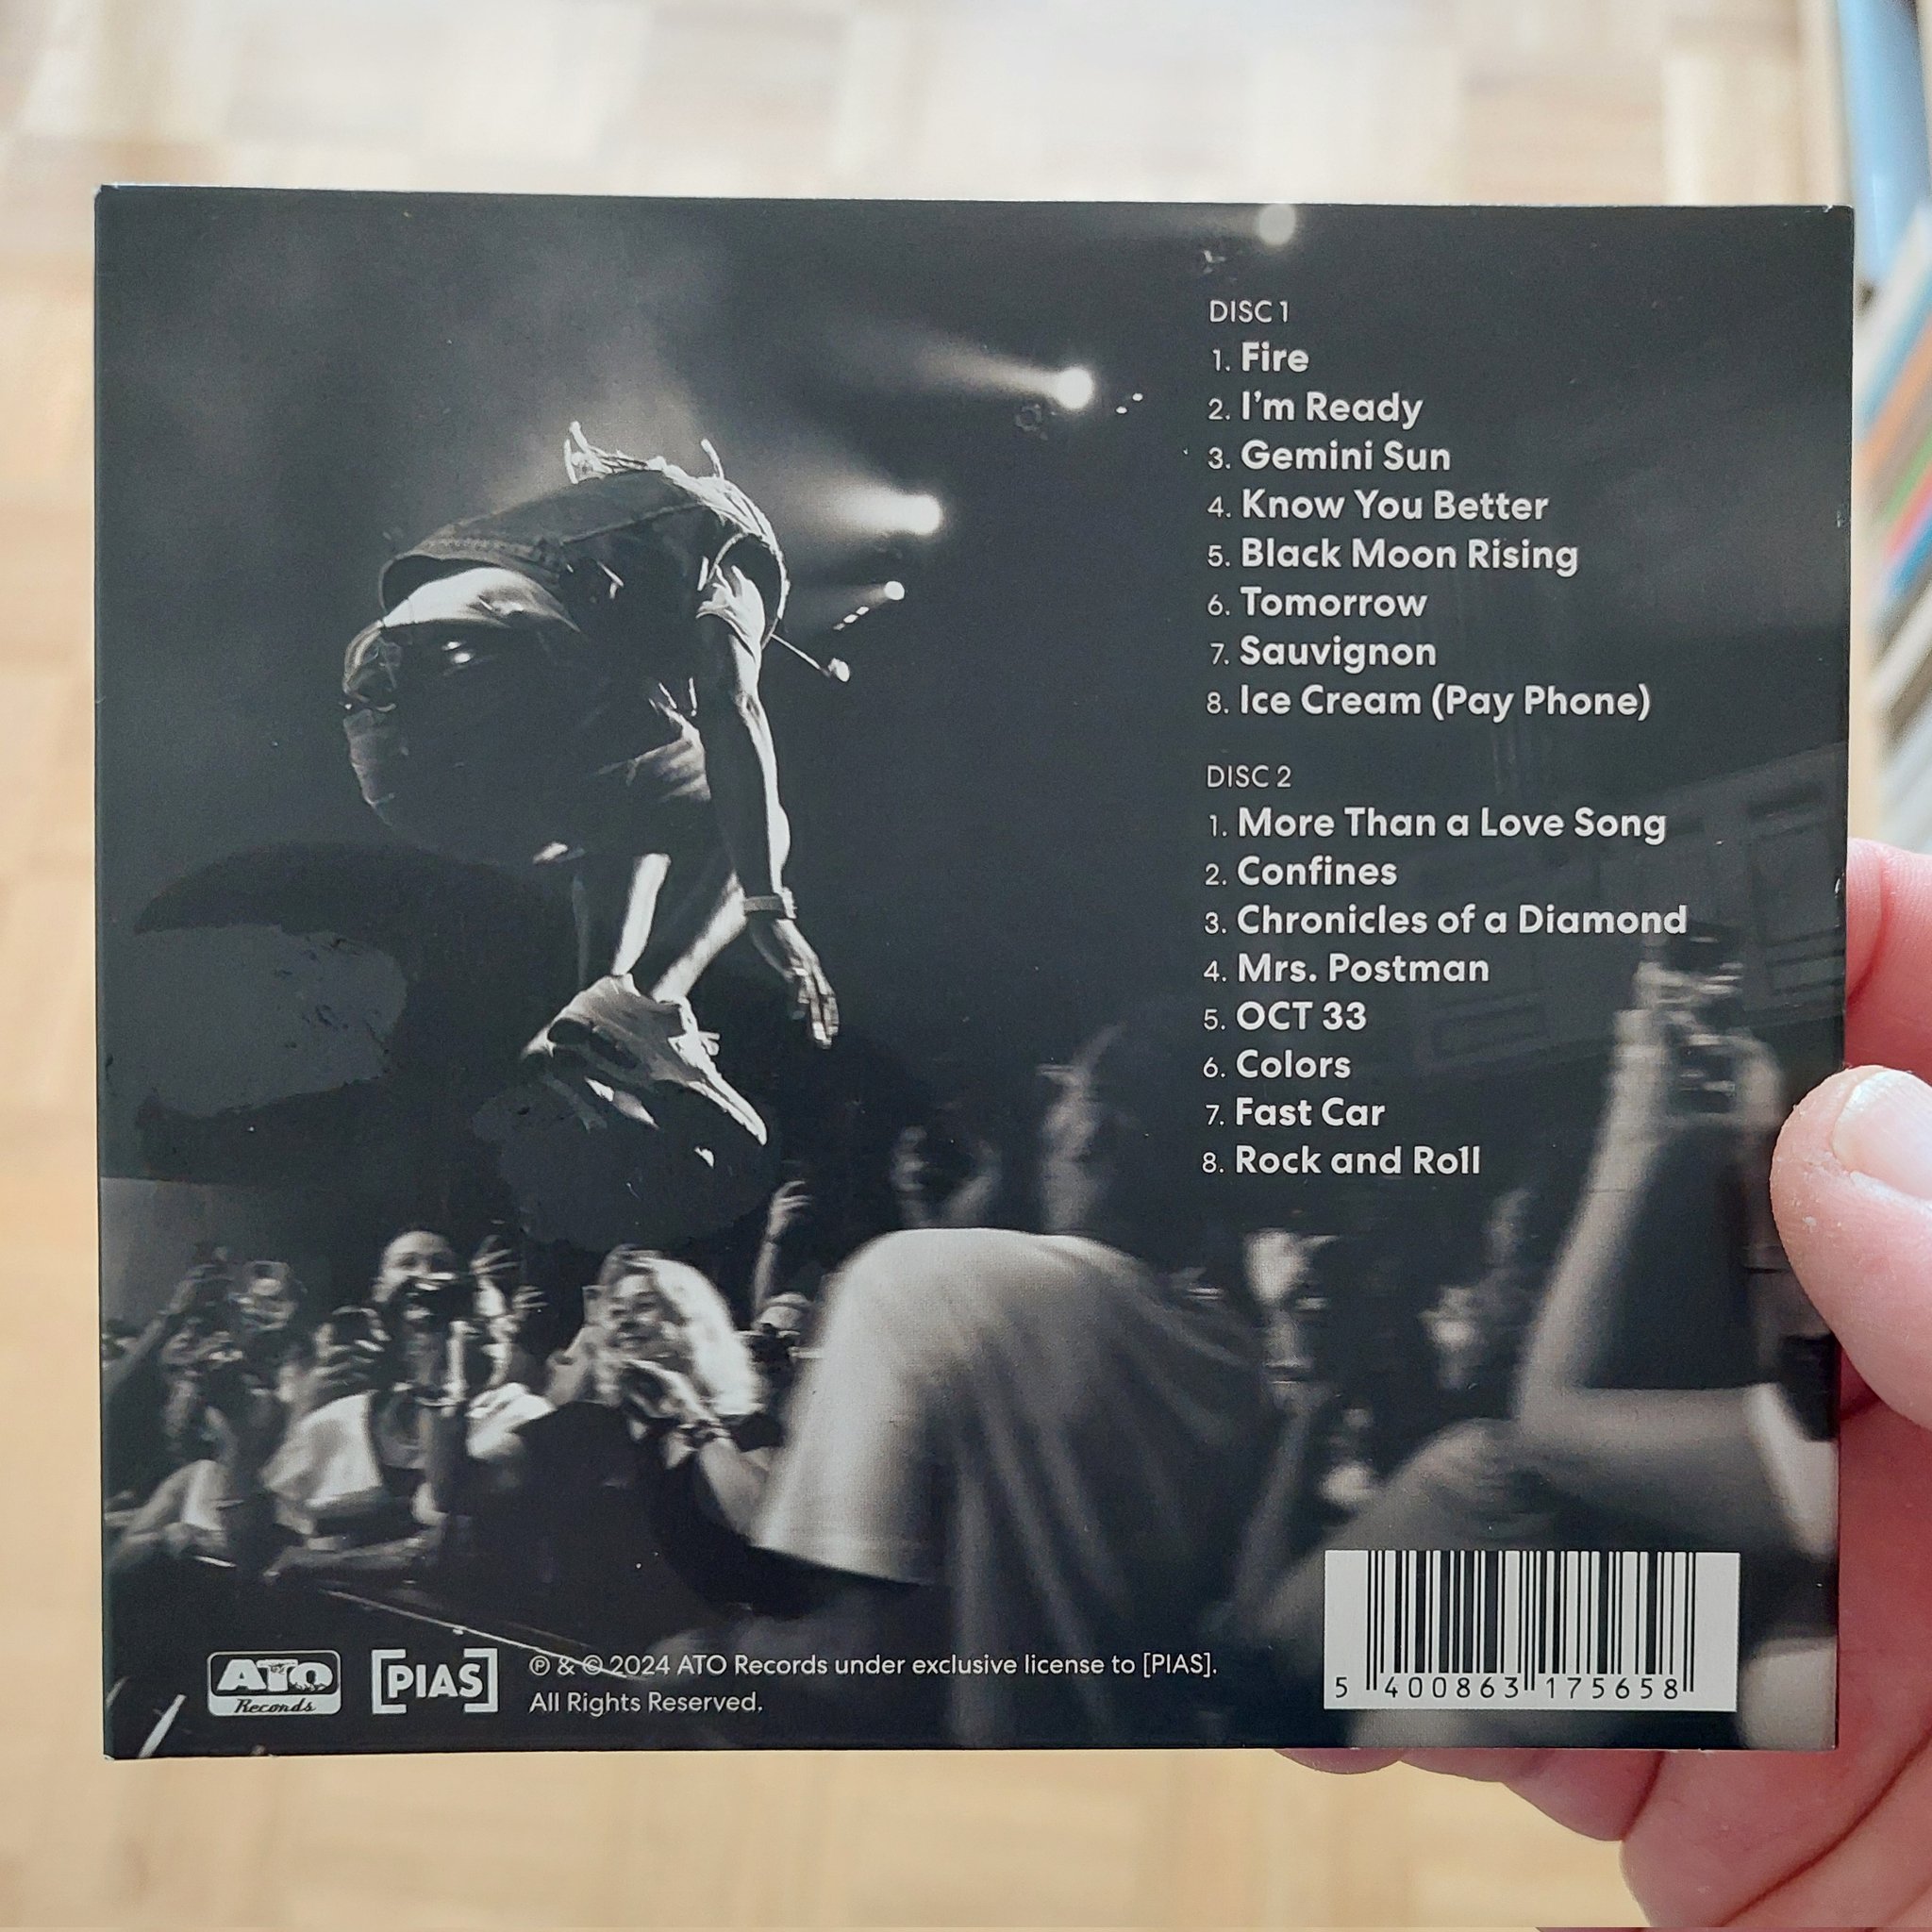 DISC 1
1. Fire
2. I'm Ready
3. Gemini Sun
4. Know You Better
5. Black Moon Rising
6. Tomorrow
7. Sauvignon
8. Ice Cream (Pay Phone)
DISC 2
1. More Than a Love Song
2. Confines
3. Chronicles of a Diamond
4. Mrs. Postman
5. OCT 33
6. Colors
7. Fast Car
8. Rock and Roll
ATO
Records
[PIAS]
℗ & © 2024 ATO Records under exclusive license to [PIAS].
All Rights Reserved.
5 400863 175658